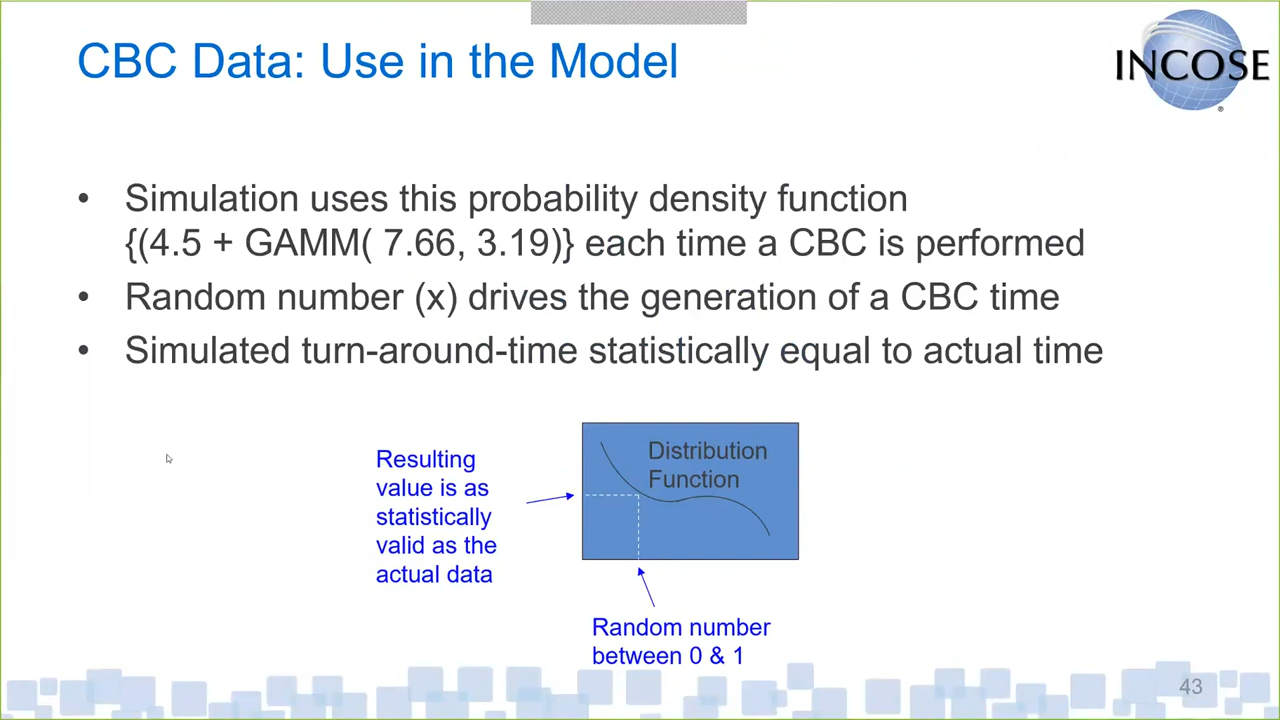 CBC Data: Use in the Model
INCOSE
®
• Simulation uses this probability density function
{(4.5 + GAMM( 7.66, 3.19)} each time a CBC is performed
• Random number (x) drives the generation of a CBC time
• Simulated turn-around-time statistically equal to actual time
Resulting
value is as
statistically
valid as the
actual data
Distribution
Function
Random number
between 0 & 1
43